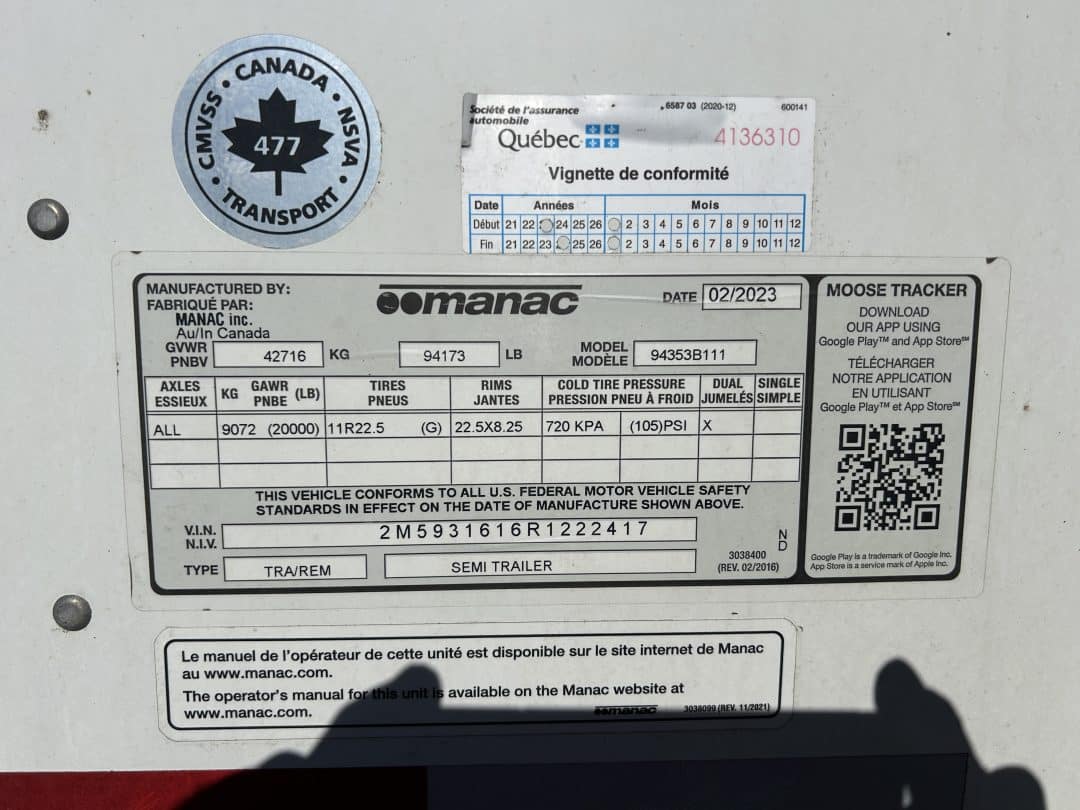 CANADA
CMVSS • NSVA
477
TRANSPORT
Société de l'assurance
automobile
Québec
6587 03 (2020-12)
600141
4136310
Vignette de conformité
Date Années Mois
Début 21 22 24 25 26 2 3 4 5 6 7 8 9 10 11 12
Fin 21 22 23 25 26 2 3 4 5 6 7 8 9 10 11 12
MANUFACTURED BY:
FABRIQUÉ PAR:
MANAC inc.
Au/In Canada
manac
DATE 02/2023
GVWR
PNBV
42716 KG 94173 LB
MODEL
MODÈLE
94353B111
AXLES
ESSIEUX
KG GAWR
PNBE (LB)
TIRES
PNEUS
RIMS
JANTES
COLD TIRE PRESSURE
PRESSION PNEU À FROID
DUAL
JUMELÉS
SINGLE
SIMPLE
ALL 9072 (20000) 11R22.5 (G) 22.5X8.25 720 KPA (105)PSI X
THIS VEHICLE CONFORMS TO ALL U.S. FEDERAL MOTOR VEHICLE SAFETY
STANDARDS IN EFFECT ON THE DATE OF MANUFACTURE SHOWN ABOVE.
V.I.N.
N.I.V.
2M5931616R1222417
ND
TYPE TRA/REM SEMI TRAILER
3038400
(REV. 02/2016)
MOOSE TRACKER
DOWNLOAD
OUR APP USING
Google Play™ and App Store℠
TÉLÉCHARGER
NOTRE APPLICATION
EN UTILISANT
Google Play™ et App Store℠
Google Play is a trademark of Google Inc.
App Store is a service mark of Apple Inc.
Le manuel de l'opérateur de cette unité est disponible sur le site internet de Manac
au www.manac.com.
The operator's manual for this unit is available on the Manac website at
www.manac.com.
manac 3038099 (REV. 11/2021)